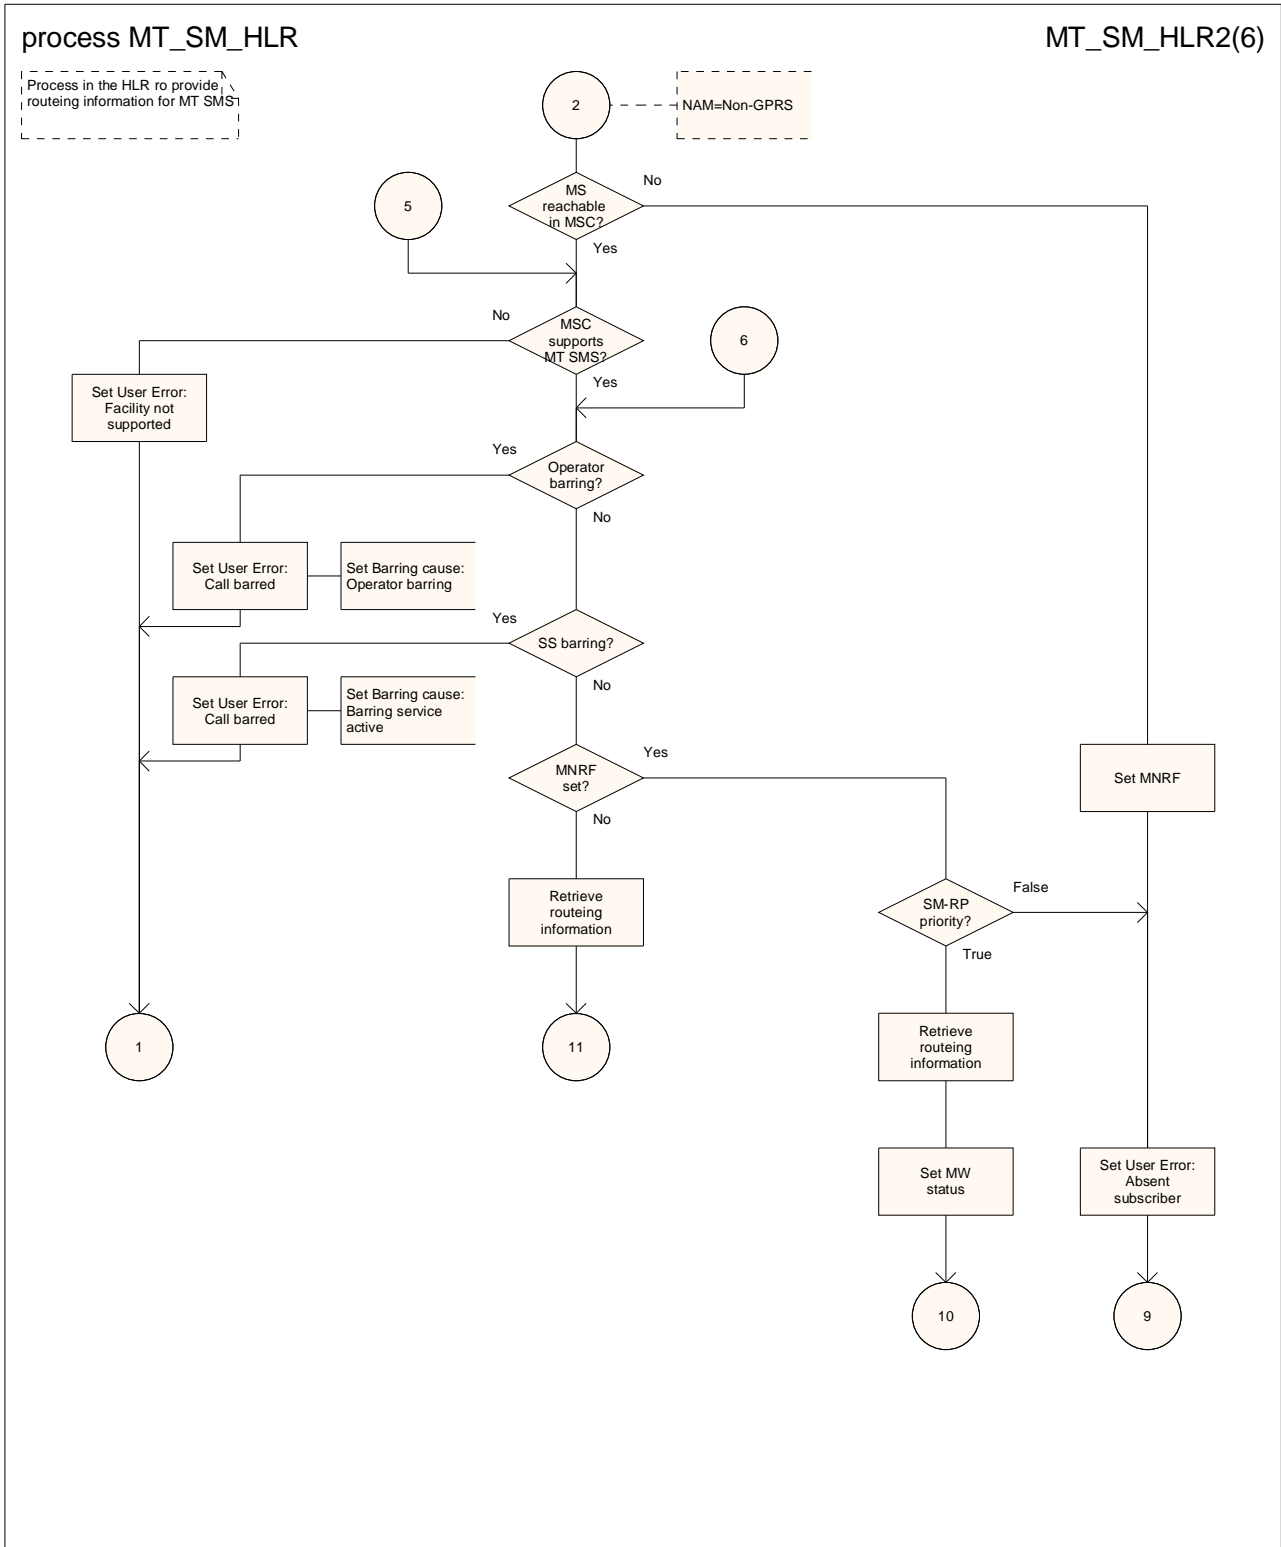 process MT_SM_HLR
MT_SM_HLR2(6)
Process in the HLR ro provide
routeing information for MT SMS
2
NAM=Non-GPRS
MS
reachable
in MSC?
No
Yes
5
MSC
supports
MT SMS?
No
Yes
6
Set User Error:
Facility not
supported
Operator
barring?
Yes
No
Set User Error:
Call barred
Set Barring cause:
Operator barring
SS barring?
Yes
No
Set User Error:
Call barred
Set Barring cause:
Barring service
active
MNRF
set?
Yes
No
Set MNRF
Retrieve
routeing
information
SM-RP
priority?
False
True
1
11
Retrieve
routeing
information
Set MW
status
Set User Error:
Absent
subscriber
10
9